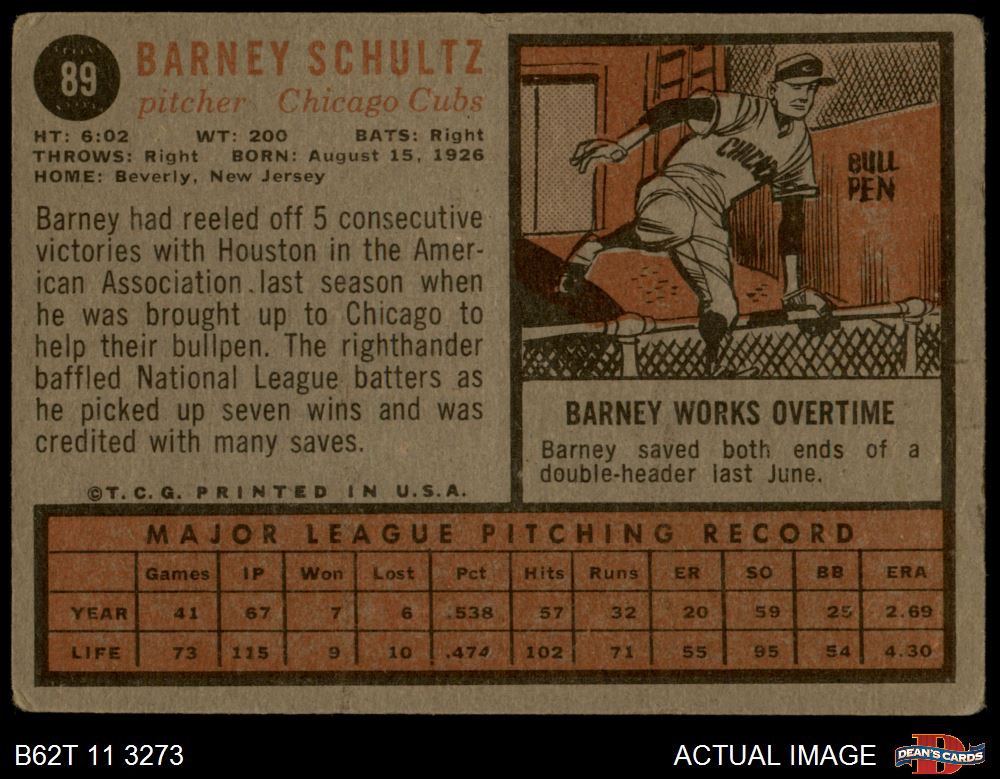 89
BARNEY SCHULTZ
pitcher Chicago Cubs
HT: 6:02 WT: 200 BATS: Right
THROWS: Right BORN: August 15, 1926
HOME: Beverly, New Jersey
Barney had reeled off 5 consecutive
victories with Houston in the Amer-
ican Association last season when
he was brought up to Chicago to
help their bullpen. The righthander
baffled National League batters as
he picked up seven wins and was
credited with many saves.
©T.C.G. PRINTED IN U.S.A.
CHICAG
BULL
PEN
BARNEY WORKS OVERTIME
Barney saved both ends of a
double-header last June.
MAJOR LEAGUE PITCHING RECORD
Games IP Won Lost Pct Hits Runs ER SO BB ERA
YEAR 41 67 7 6 .538 57 32 20 59 25 2.69
LIFE 73 115 9 10 .474 102 71 55 95 54 4.30
B62T 11 3273 ACTUAL IMAGE
D
DEAN'S CARDS